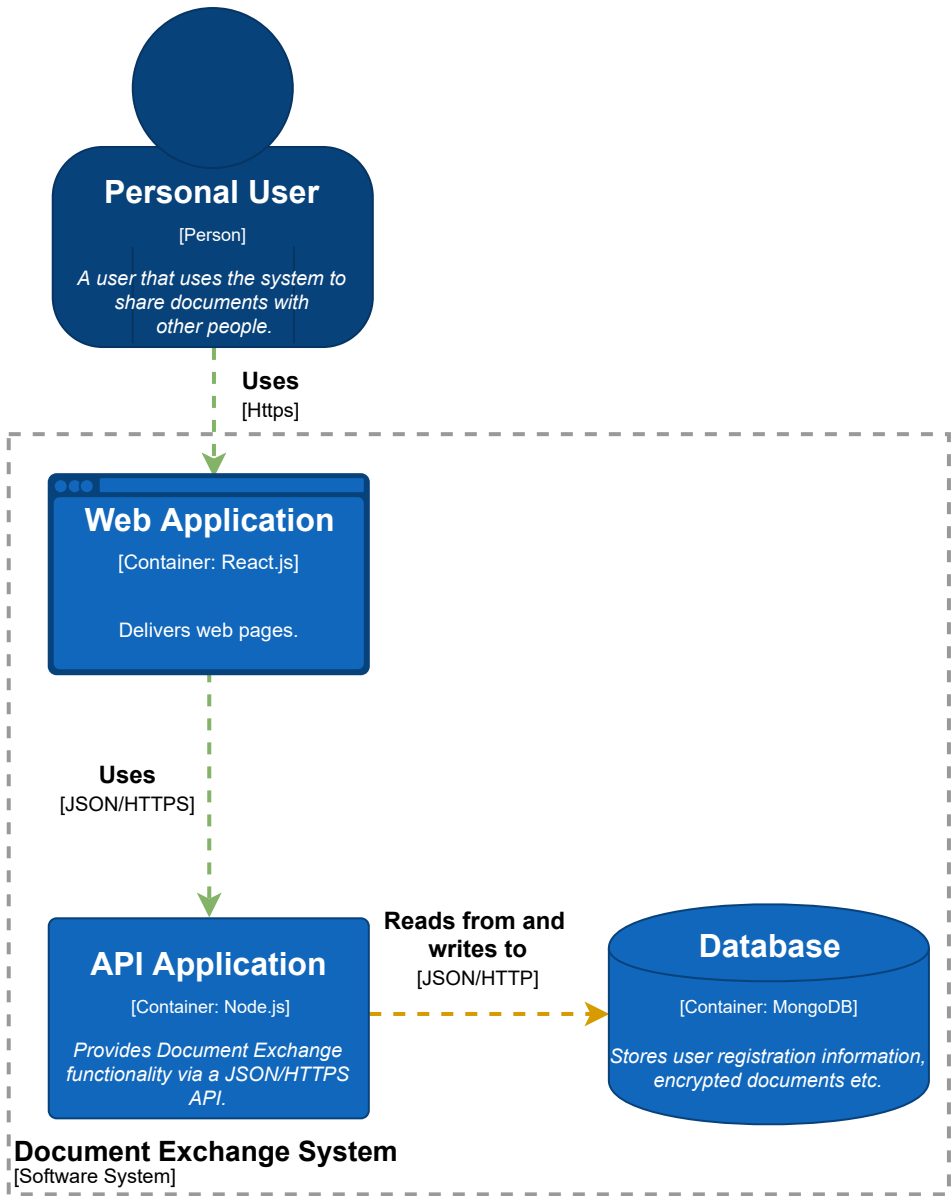 Personal User
[Person]
A user that uses the system to
share documents with
other people.
Uses
[Https]
Web Application
[Container: React.js]
Delivers web pages.
Uses
[JSON/HTTPS]
API Application
[Container: Node.js]
Provides Document Exchange
functionality via a JSON/HTTPS
API.
Reads from and
writes to
[JSON/HTTP]
Database
[Container: MongoDB]
Stores user registration information,
encrypted documents etc.
Document Exchange System
[Software System]